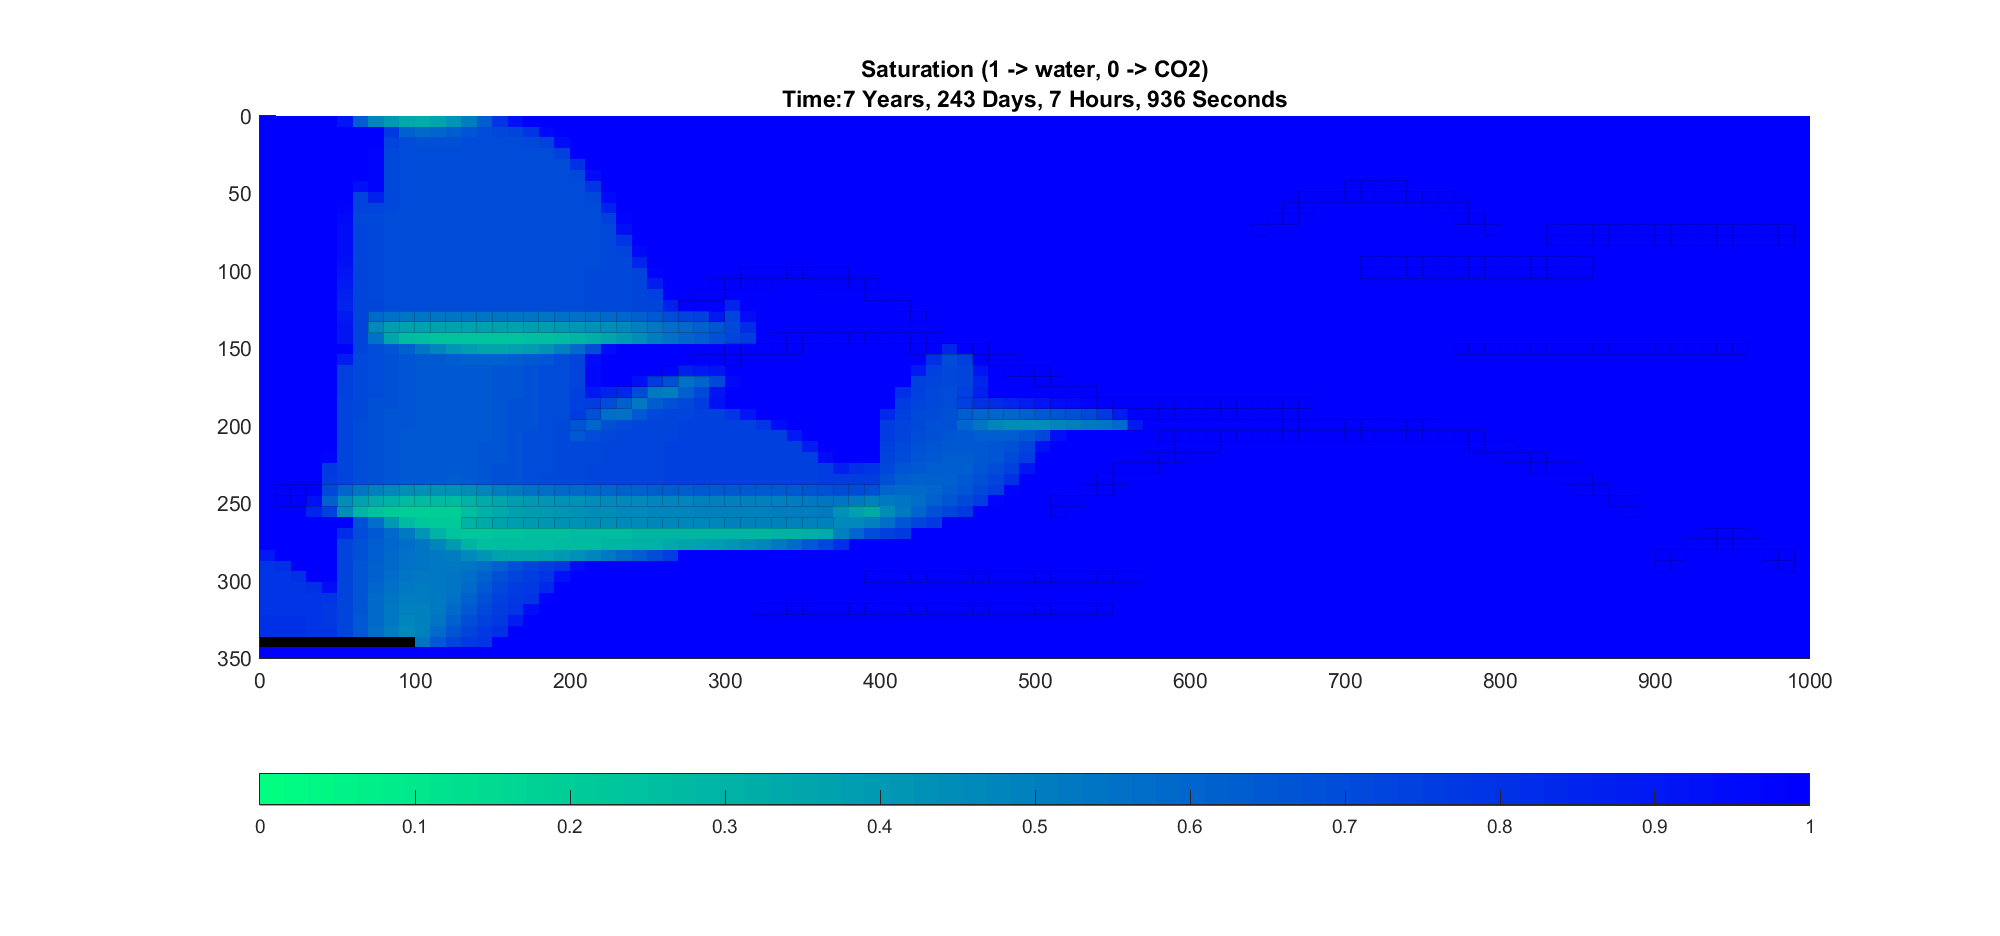 Saturation (1 -> water, 0 -> CO2)
Time:7 Years, 243 Days, 7 Hours, 936 Seconds
0
50
100
150
200
250
300
350
0 100 200 300 400 500 600 700 800 900 1000
0 0.1 0.2 0.3 0.4 0.5 0.6 0.7 0.8 0.9 1